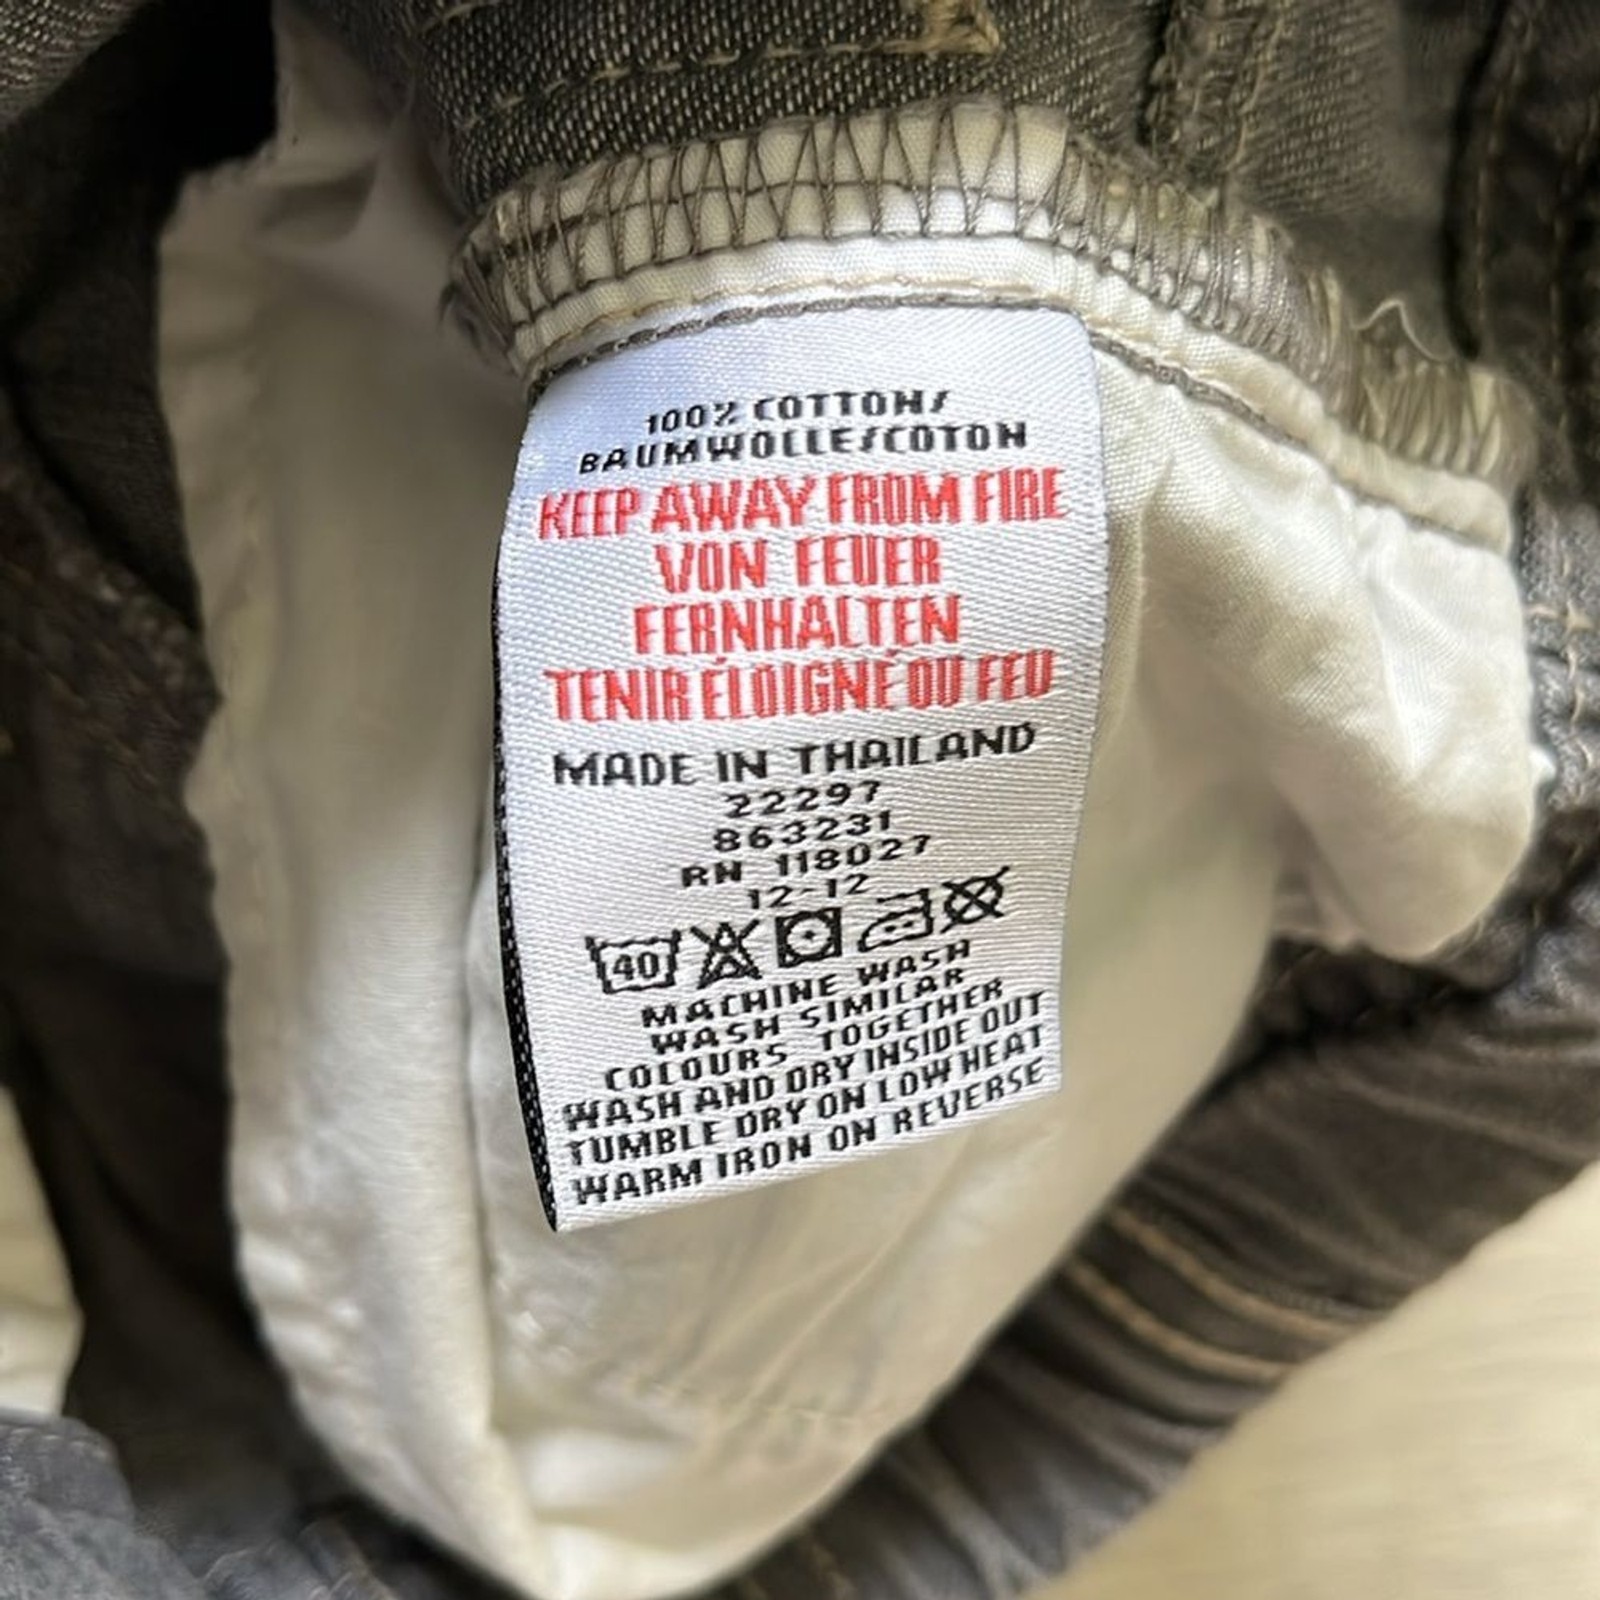 100% COTTON/
BAUMWOLLE/COTON
KEEP AWAY FROM FIRE
VON FEUER
FERNHALTEN
TENIR ÉLOIGNÉ OU FEU
MADE IN THAILAND
22297
863231
RN 118027
12-12
40
MACHINE WASH
WASH SIMILAR
COLOURS TOGETHER
WASH AND DRY INSIDE OUT
TUMBLE DRY ON LOW HEAT
WARM IRON ON REVERSE